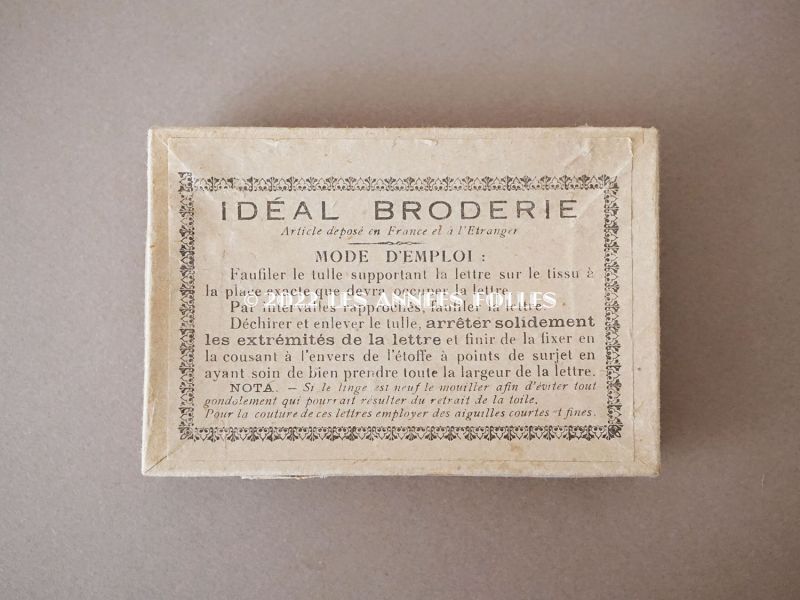 IDÉAL BRODERIE
Article déposé en France et à l'Etranger
MODE D'EMPLOI :
Faufiler le tulle supportant la lettre sur le tissu à
la place exacte que devra occuper la lettre.
© 2022 LES ANNÉES FOLLES
Par intervalles rapprochés, faufiler la lettre.
Déchirer et enlever le tulle, arrêter solidement
les extrémités de la lettre et finir de la fixer en
la cousant à l'envers de l'étoffe à points de surjet en
ayant soin de bien prendre toute la largeur de la lettre.
NOTA. — Si le linge est neuf le mouiller afin d'éviter tout
gondolement qui pourrait résulter du retrait de la toile.
Pour la couture de ces lettres employer des aiguilles courtes et fines.